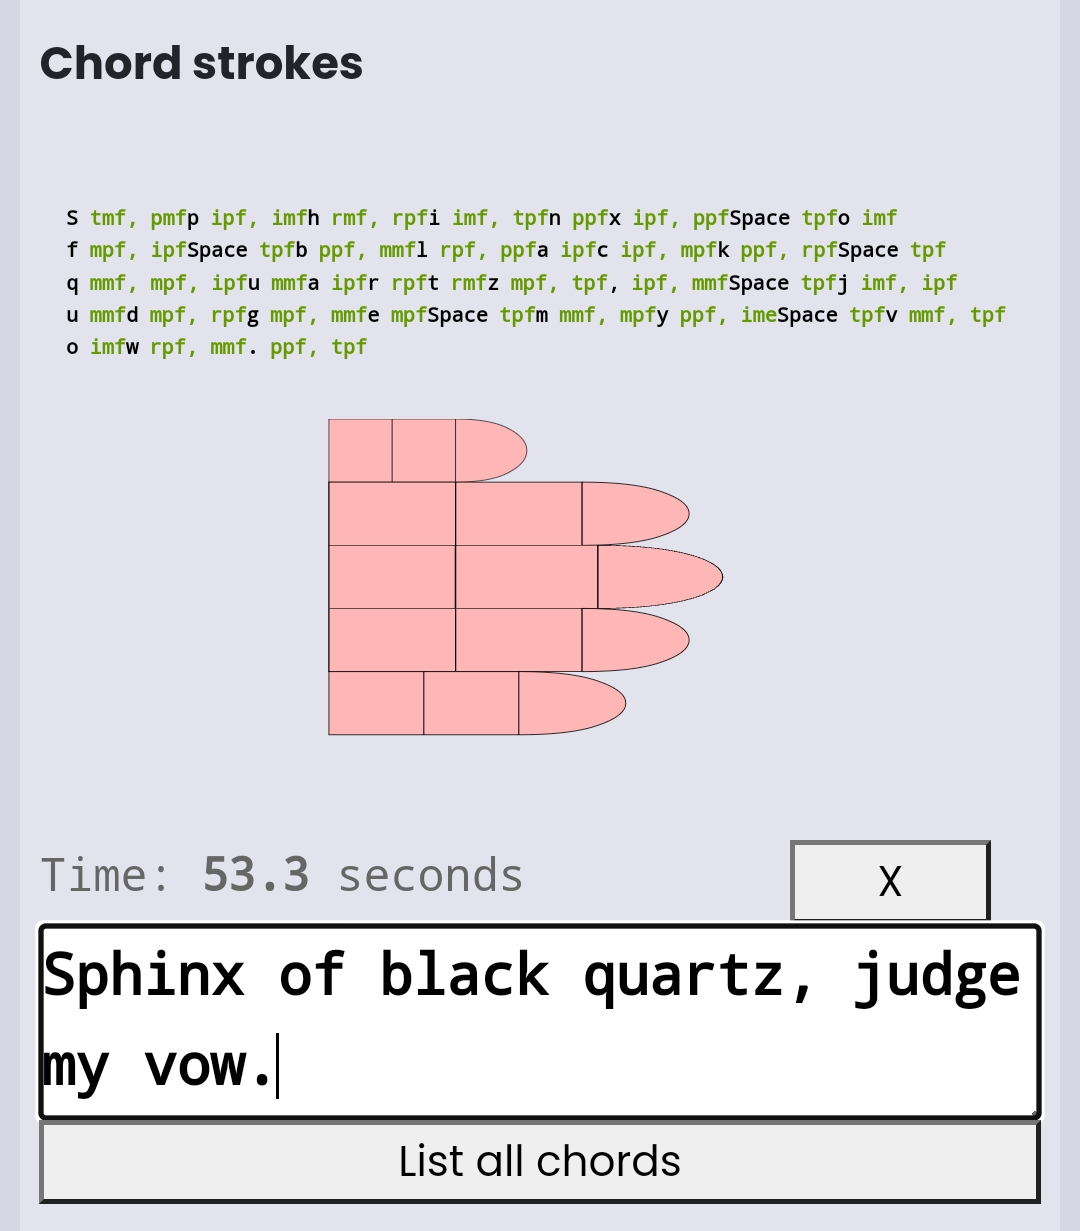 Chord strokes
S tmf, pmfp ipf, imfh rmf, rpfi imf, tpfn ppfx ipf, ppfSpace tpfo imf
f mpf, ipfSpace tpfb ppf, mmfl rpf, ppfa ipfc ipf, mpfk ppf, rpfSpace tpf
q mmf, mpf, ipfu mmfa ipfr rpft rmfz mpf, tpf, ipf, mmfSpace tpfj imf, ipf
u mmfd mpf, rpfg mpf, mmfe mpfSpace tpfm mmf, mpfy ppf, imeSpace tpfv mmf, tpf
o imfw rpf, mmf. ppf, tpf
Time: 53.3 seconds
X
Sphinx of black quartz, judge
my vow.
List all chords